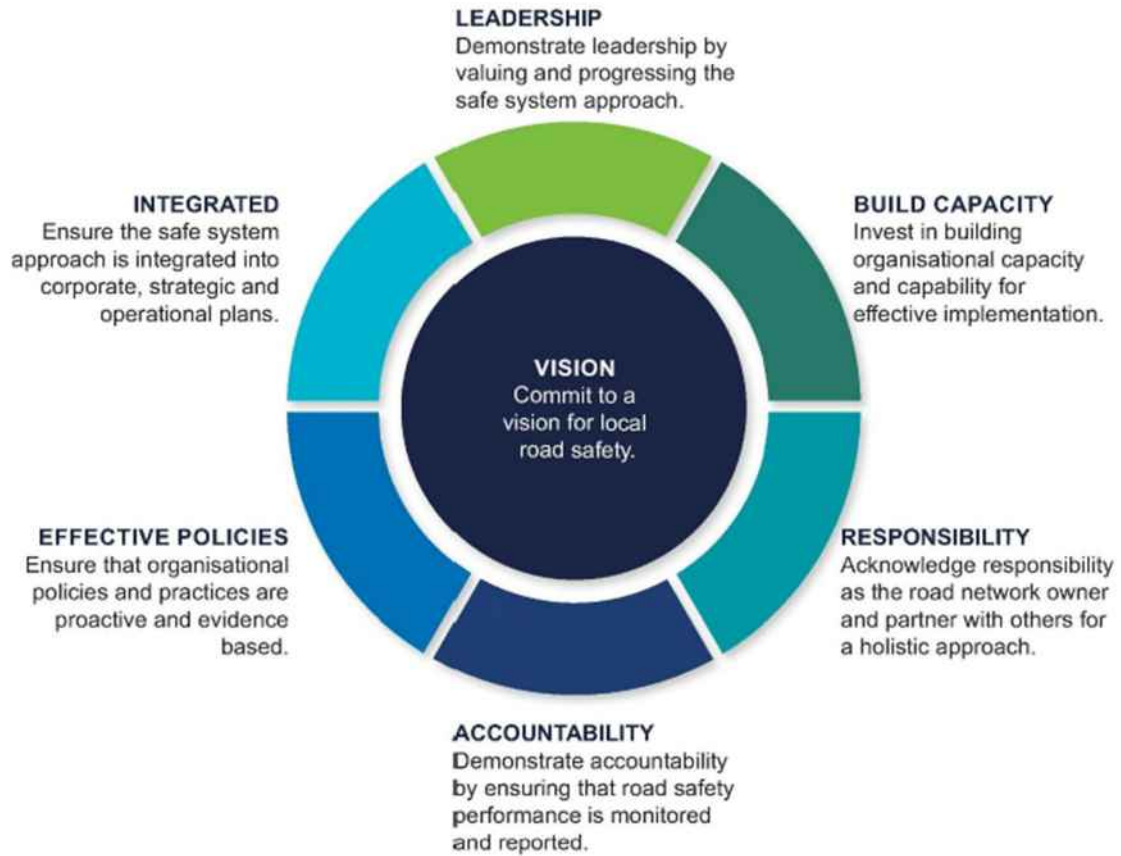 LEADERSHIP
Demonstrate leadership by
valuing and progressing the
safe system approach.
BUILD CAPACITY
Invest in building
organisational capacity
and capability for
effective implementation.
RESPONSIBILITY
Acknowledge responsibility
as the road network owner
and partner with others for
a holistic approach.
ACCOUNTABILITY
Demonstrate accountability
by ensuring that road safety
performance is monitored
and reported.
EFFECTIVE POLICIES
Ensure that organisational
policies and practices are
proactive and evidence
based.
INTEGRATED
Ensure the safe system
approach is integrated into
corporate, strategic and
operational plans.
VISION
Commit to a
vision for local
road safety.